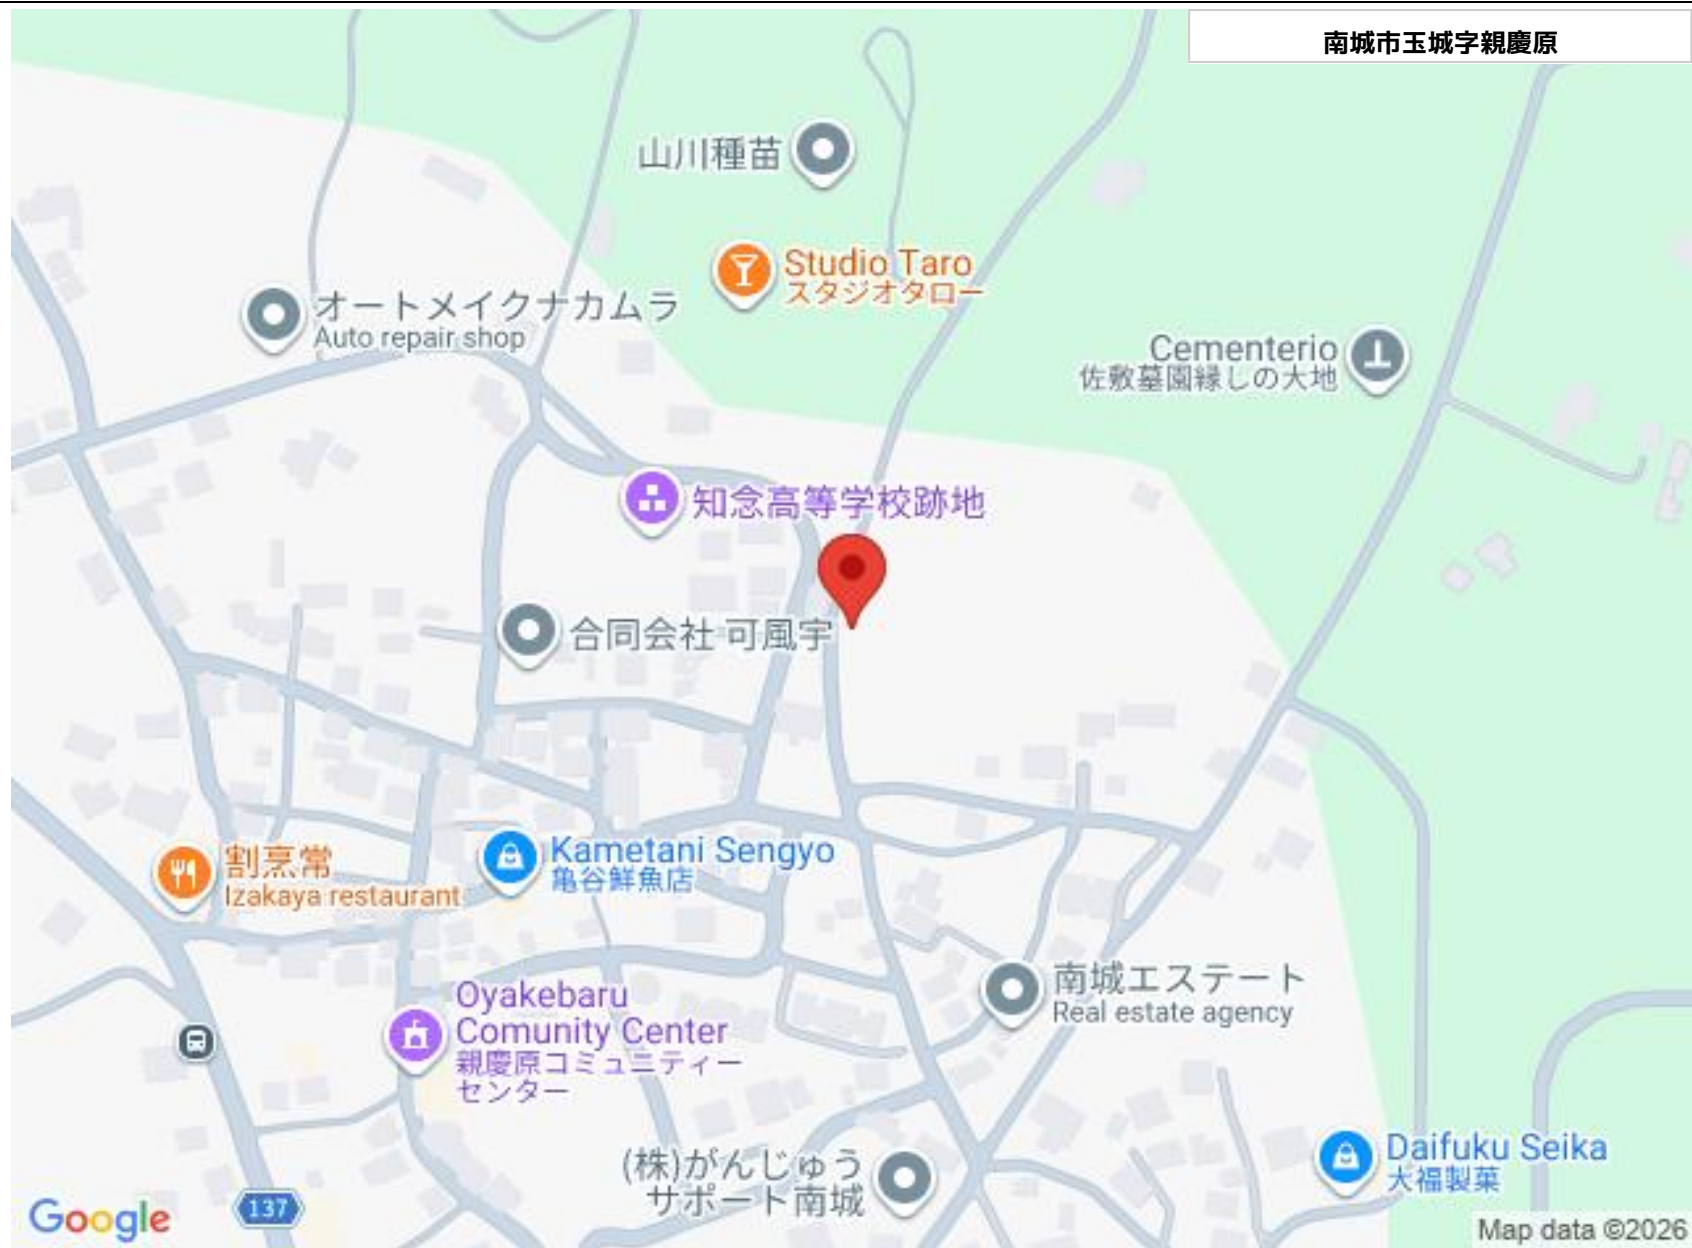 南城市玉城字親慶原
山川種苗
Studio Taro
スタジオタロー
オートメイクナカムラ
Auto repair shop
Cementerio
佐敷墓園縁しの大地
知念高等学校跡地
合同会社 可風宇
Kametani Sengyo
亀谷鮮魚店
割烹常
Izakaya restaurant
南城エステート
Real estate agency
Oyakebaru
Comunity Center
親慶原コミュニティー
センター
(株)がんじゅう
サポート南城
Daifuku Seika
大福製菓
137
Google
Map data ©2026